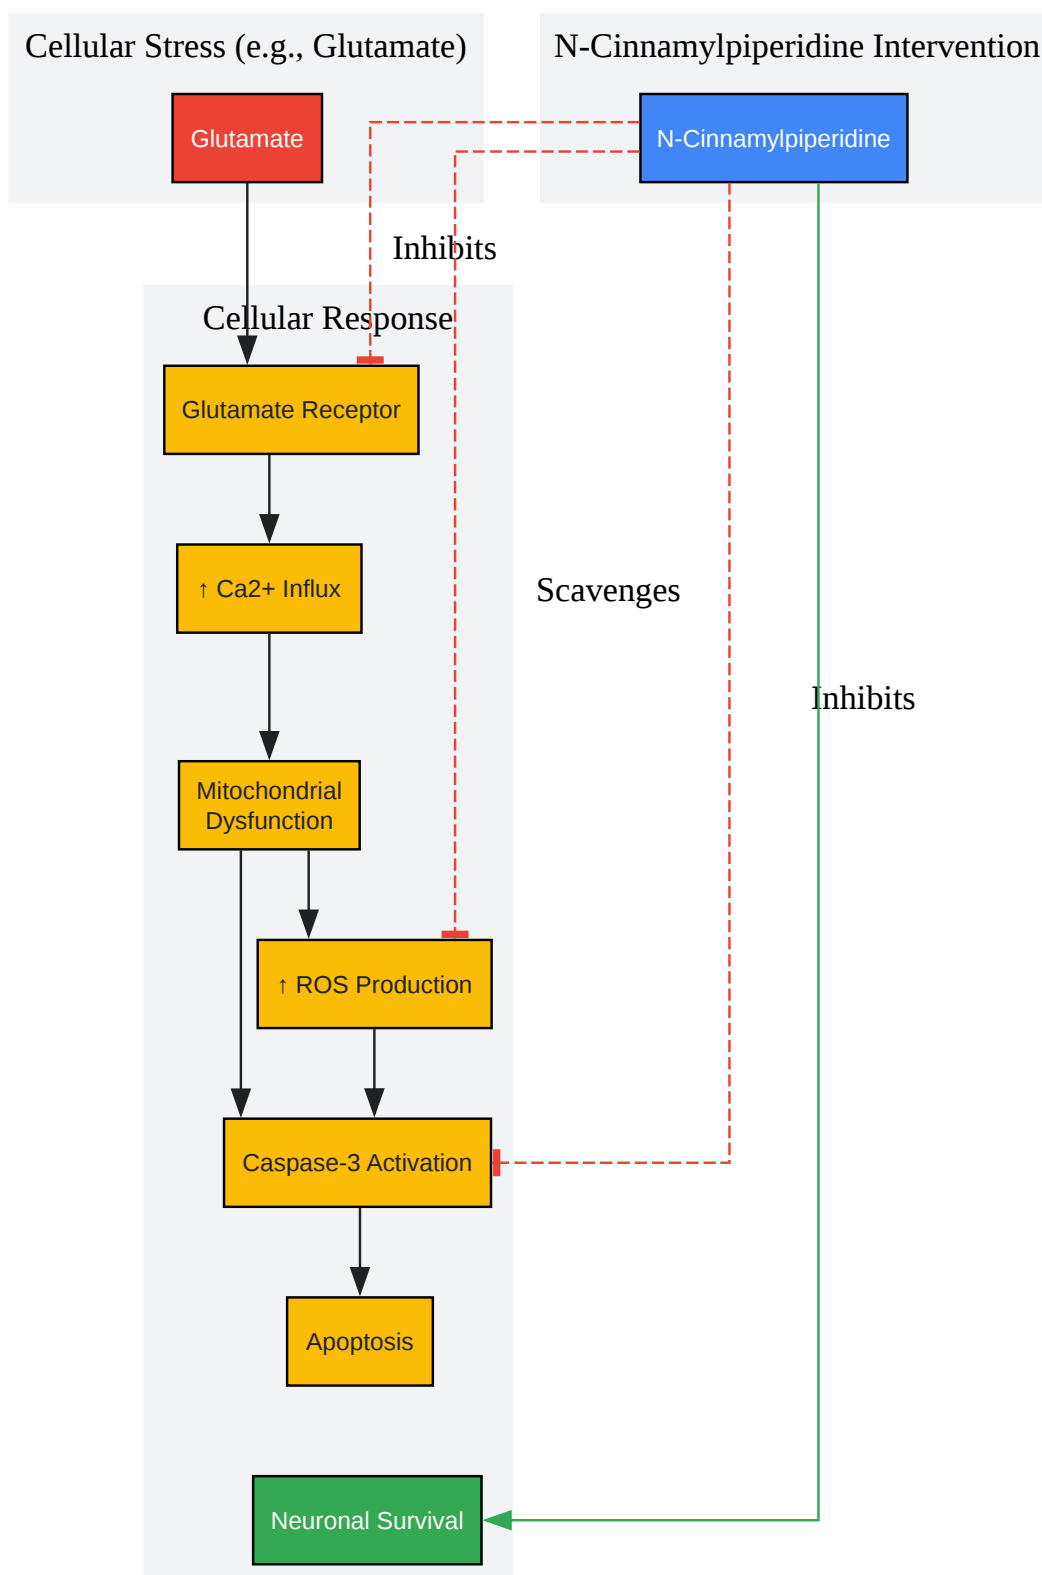 Cellular Stress (e.g., Glutamate)
N-Cinnamylpiperidine Intervention
Glutamate
N-Cinnamylpiperidine
Inhibits
Cellular Response
Glutamate Receptor
↑ Ca2+ Influx
Scavenges
Inhibits
Mitochondrial
Dysfunction
↑ ROS Production
Caspase-3 Activation
Apoptosis
Neuronal Survival